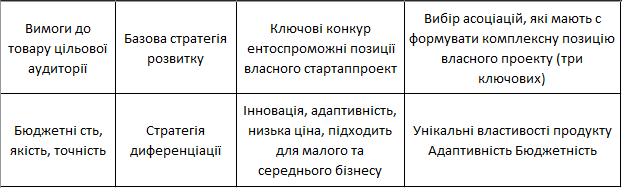 Вимоги до
товару цільової
аудиторії
Базова стратегія
розвитку
Ключові конкур
ентоспроможні позиції
власного стартаппроект
Вибір асоціацій, які мають с
формувати комплексну позицію
власного проекту (три
ключових)
Бюджетні сть,
якість, точність
Стратегія
диференціації
Інновація, адаптивність,
низька ціна, підходить
для малого та
середнього бізнесу
Унікальні властивості продукту
Адаптивність Бюджетність